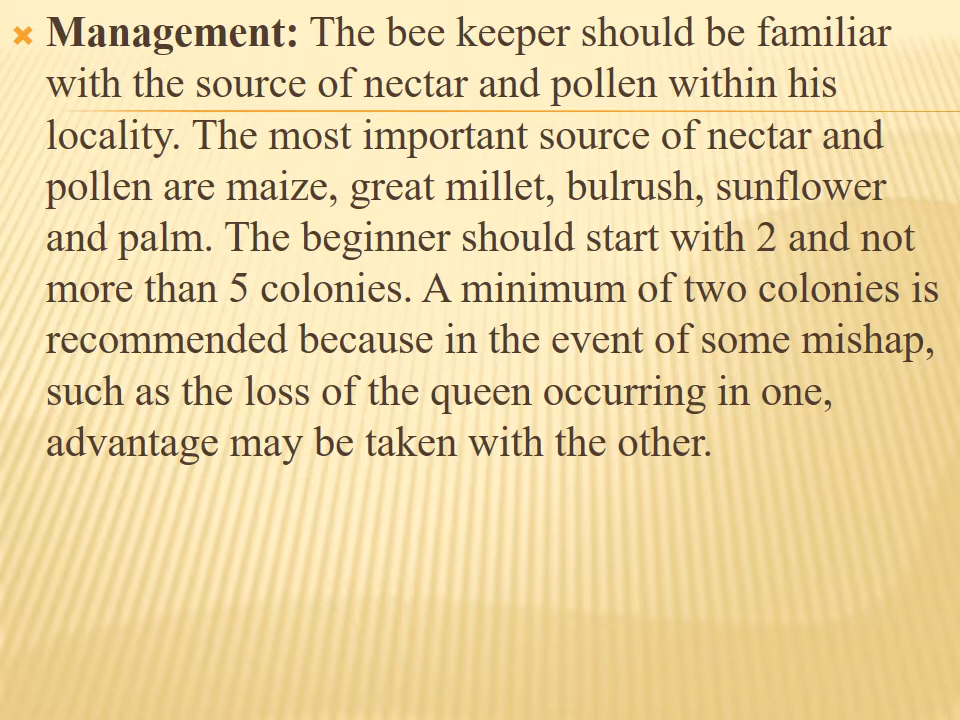 Management: The bee keeper should be familiar
with the source of nectar and pollen within his
locality. The most important source of nectar and
pollen are maize, great millet, bulrush, sunflower
and palm. The beginner should start with 2 and not
more than 5 colonies. A minimum of two colonies is
recommended because in the event of some mishap,
such as the loss of the queen occurring in one,
advantage may be taken with the other.